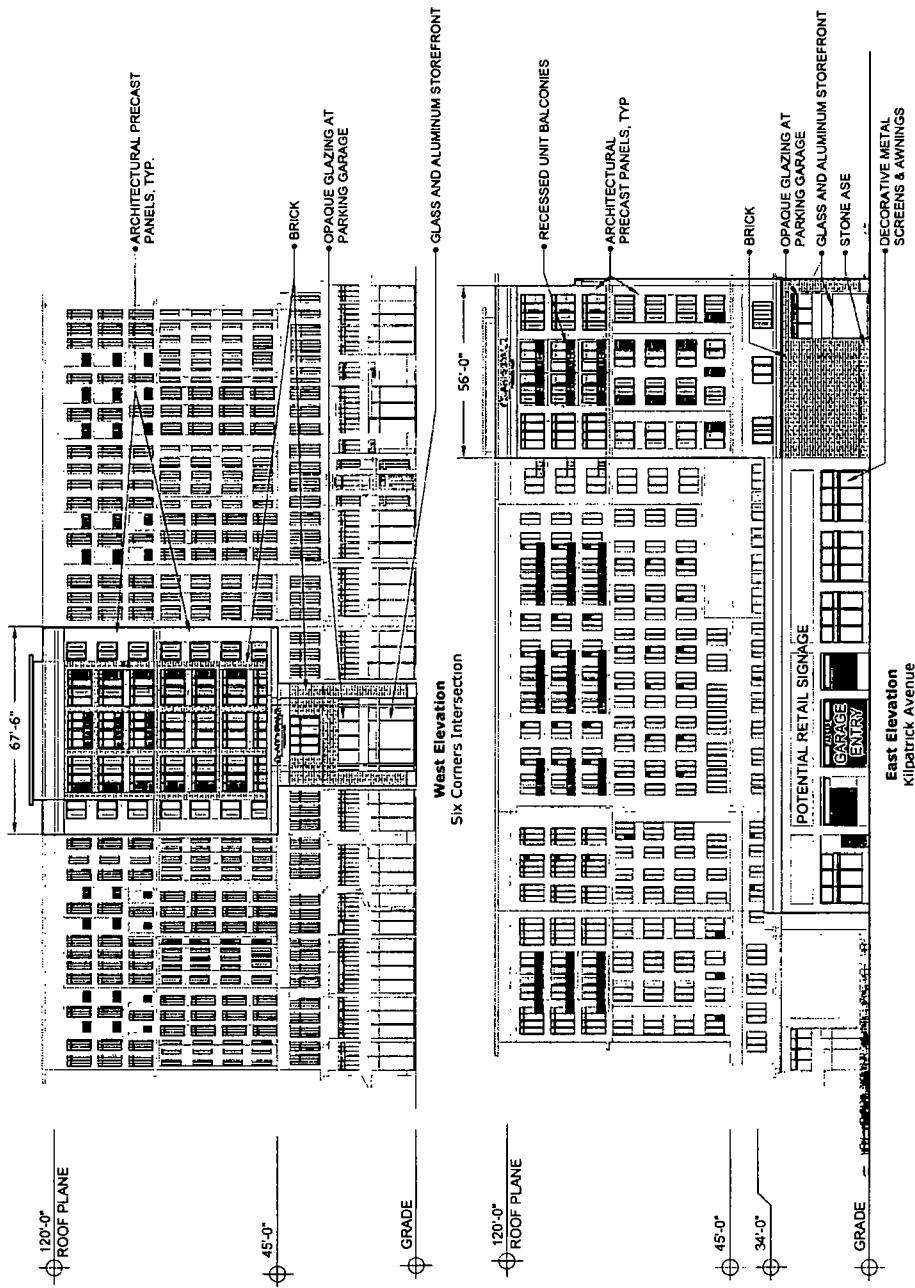 120'-0"
ROOF PLANE
45'-0"
GRADE
67'-6"
ARCHITECTURAL PRECAST
PANELS, TYP.
BRICK
OPAQUE GLAZING AT
PARKING GARAGE
GLASS AND ALUMINUM STOREFRONT
West Elevation
Six Corners Intersection
120'-0"
ROOF PLANE
45'-0"
34'-0"
GRADE
56'-0"
RECESSED UNIT BALCONIES
ARCHITECTURAL
PRECAST PANELS, TYP
BRICK
OPAQUE GLAZING AT
PARKING GARAGE
GLASS AND ALUMINUM STOREFRONT
STONE ASE
DECORATIVE METAL
SCREENS & AWNINGS
POTENTIAL RETAIL SIGNAGE
GARAGE
ENTRY
East Elevation
Kilpatrick Avenue